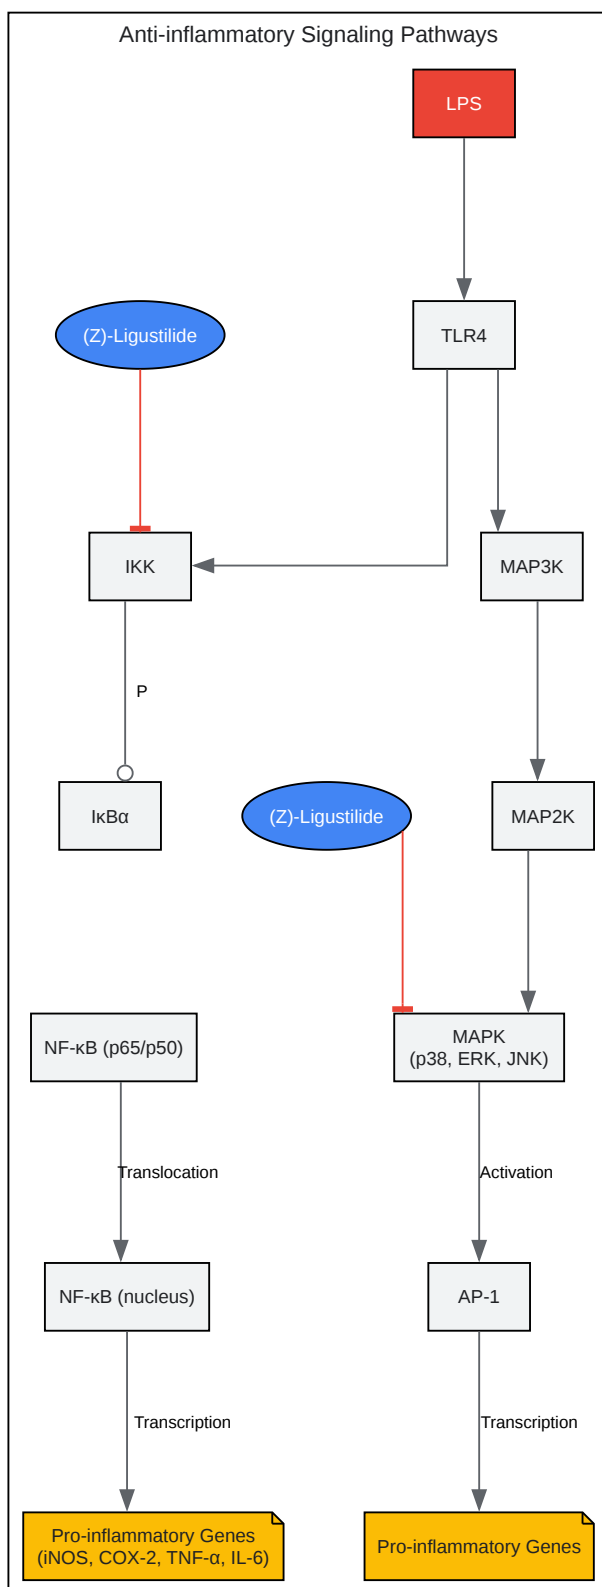 Anti-inflammatory Signaling Pathways
LPS
(Z)-Ligustilide
TLR4
IKK
MAP3K
P
IκBα
(Z)-Ligustilide
MAP2K
NF-κB (p65/p50)
MAPK
(p38, ERK, JNK)
Translocation
Activation
NF-κB (nucleus)
AP-1
Transcription
Transcription
Pro-inflammatory Genes
(iNOS, COX-2, TNF-α, IL-6)
Pro-inflammatory Genes